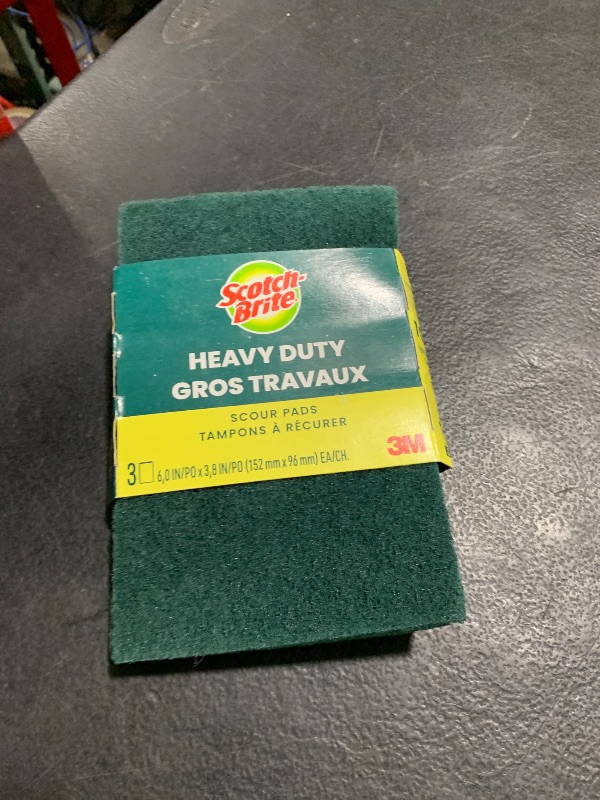 Scotch-
Brite
HEAVY DUTY
GROS TRAVAUX
SCOUR PADS
TAMPONS À RÉCURER
3 6,0 IN/PO x 3,8 IN/PO (152 mm x 96 mm) EA/CH.
3M